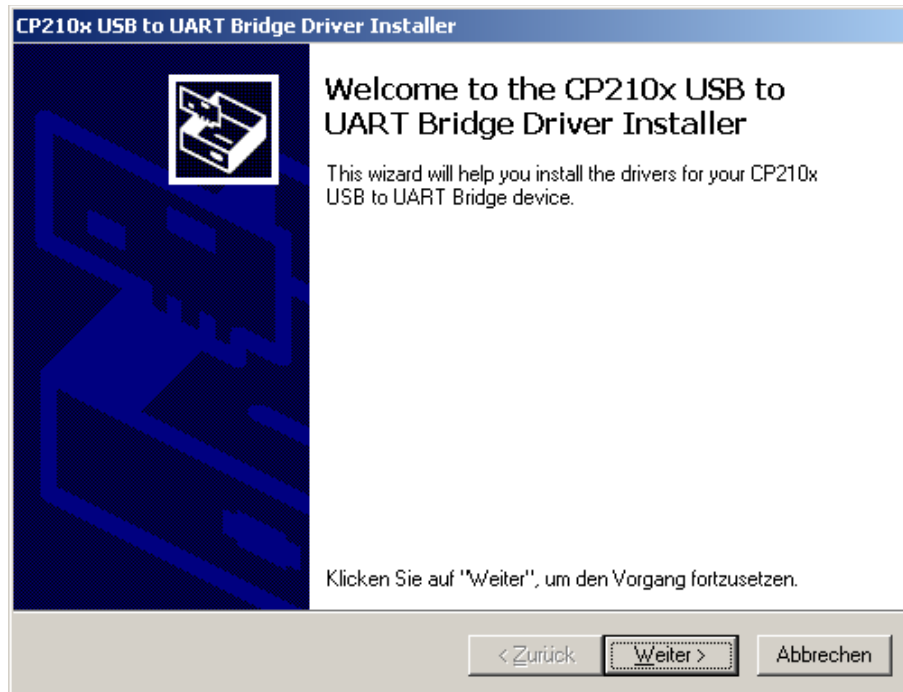 CP210x USB to UART Bridge Driver Installer
Welcome to the CP210x USB to
UART Bridge Driver Installer
This wizard will help you install the drivers for your CP210x
USB to UART Bridge device.
Klicken Sie auf "Weiter", um den Vorgang fortzusetzen.
< Zurück Weiter > Abbrechen